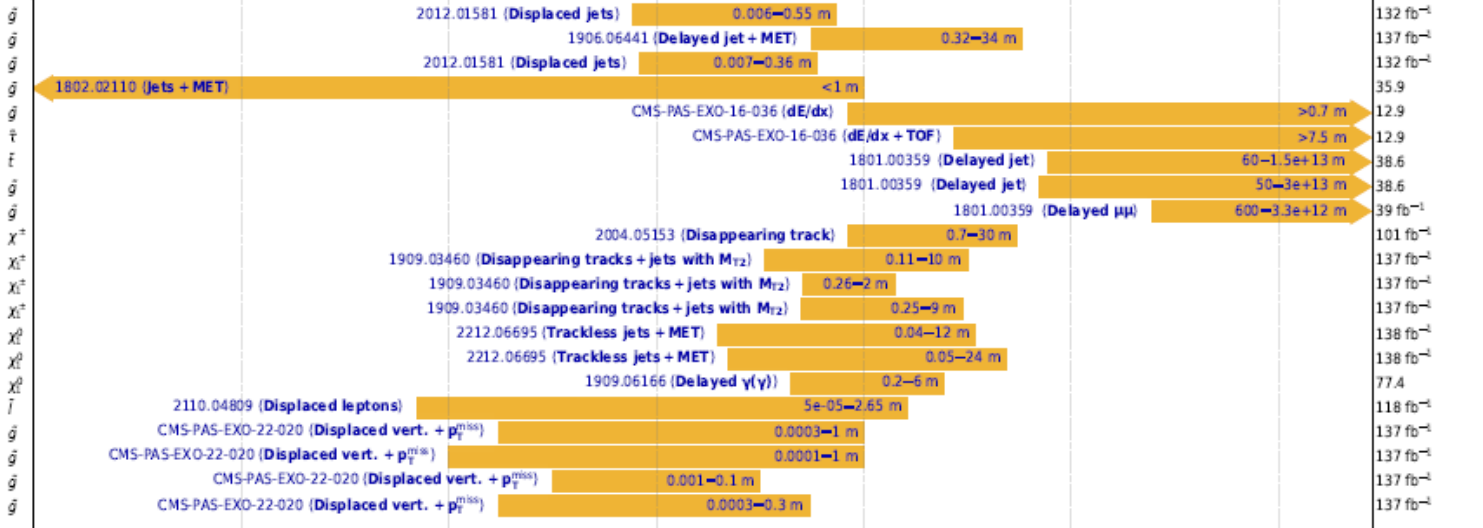 g̃ 2012.01581 (Displaced jets) 0.006−0.55 m 132 fb⁻¹
g̃ 1906.06441 (Delayed jet + MET) 0.32−34 m 137 fb⁻¹
g̃ 2012.01581 (Displaced jets) 0.007−0.36 m 132 fb⁻¹
g̃ 1802.02110 (Jets + MET) <1 m 35.9
g̃ CMS-PAS-EXO-16-036 (dE/dx) >0.7 m 12.9
τ̃ CMS-PAS-EXO-16-036 (dE/dx + TOF) >7.5 m 12.9
t̃ 1801.00359 (Delayed jet) 60−1.5e+13 m 38.6
g̃ 1801.00359 (Delayed jet) 50−3e+13 m 38.6
g̃ 1801.00359 (Delayed μμ) 600−3.3e+12 m 39 fb⁻¹
χ± 2004.05153 (Disappearing track) 0.7−30 m 101 fb⁻¹
χ₁± 1909.03460 (Disappearing tracks + jets with M_T2) 0.11−10 m 137 fb⁻¹
χ₁± 1909.03460 (Disappearing tracks + jets with M_T2) 0.26−2 m 137 fb⁻¹
χ₁± 1909.03460 (Disappearing tracks + jets with M_T2) 0.25−9 m 137 fb⁻¹
χ₁⁰ 2212.06695 (Trackless jets + MET) 0.04−12 m 138 fb⁻¹
χ₁⁰ 2212.06695 (Trackless jets + MET) 0.05−24 m 138 fb⁻¹
χ₁⁰ 1909.06166 (Delayed γ(γ)) 0.2−6 m 77.4
l̃ 2110.04809 (Displaced leptons) 5e-05−2.65 m 118 fb⁻¹
g̃ CMS-PAS-EXO-22-020 (Displaced vert. + p_T^miss) 0.0003−1 m 137 fb⁻¹
g̃ CMS-PAS-EXO-22-020 (Displaced vert. + p_T^miss) 0.0001−1 m 137 fb⁻¹
g̃ CMS-PAS-EXO-22-020 (Displaced vert. + p_T^miss) 0.001−0.1 m 137 fb⁻¹
g̃ CMS-PAS-EXO-22-020 (Displaced vert. + p_T^miss) 0.0003−0.3 m 137 fb⁻¹